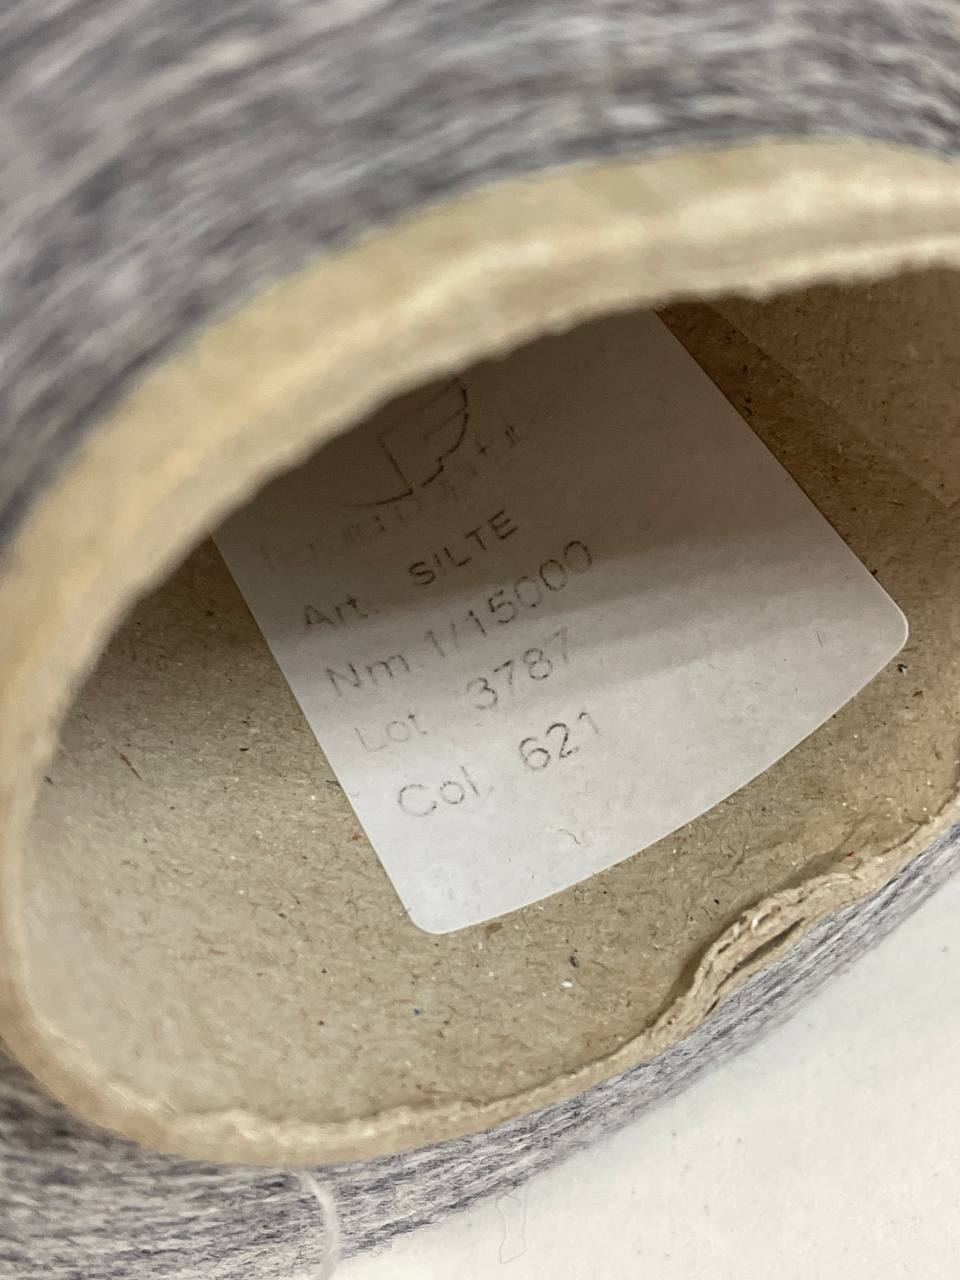 Art. SILTE
Nm. 1/15000
Lot 3787
Col. 621